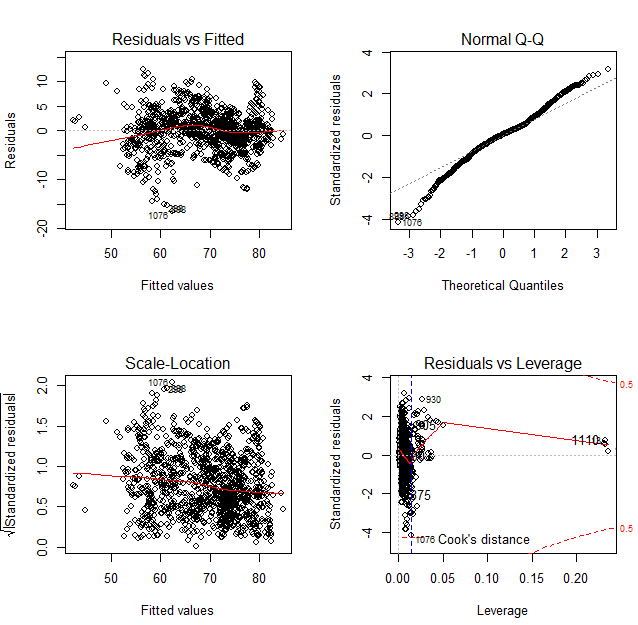 Residuals vs Fitted
Residuals
-20 -10 0 5 10
50 60 70 80
Fitted values
1076
Normal Q-Q
Standardized residuals
-4 -2 0 2 4
-3 -2 -1 0 1 2 3
Theoretical Quantiles
1076
Scale-Location
√|Standardized residuals|
0.0 0.5 1.0 1.5 2.0
50 60 70 80
Fitted values
1076
Residuals vs Leverage
Standardized residuals
-4 -2 0 2 4
0.00 0.05 0.10 0.15 0.20
Leverage
930
1110
1076
Cook's distance
0.5
0.5